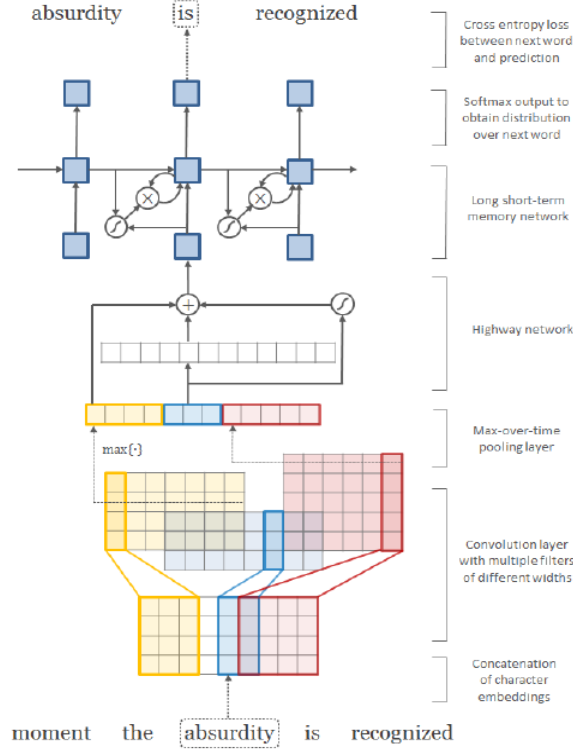 absurdity is recognized
Cross entropy loss
between next word
and prediction
Softmax output to
obtain distribution
over next word
Long short-term
memory network
Highway network
Max-over-time
pooling layer
max(·)
Convolution layer
with multiple filters
of different widths
Concatenation
of character
embeddings
moment the absurdity is recognized